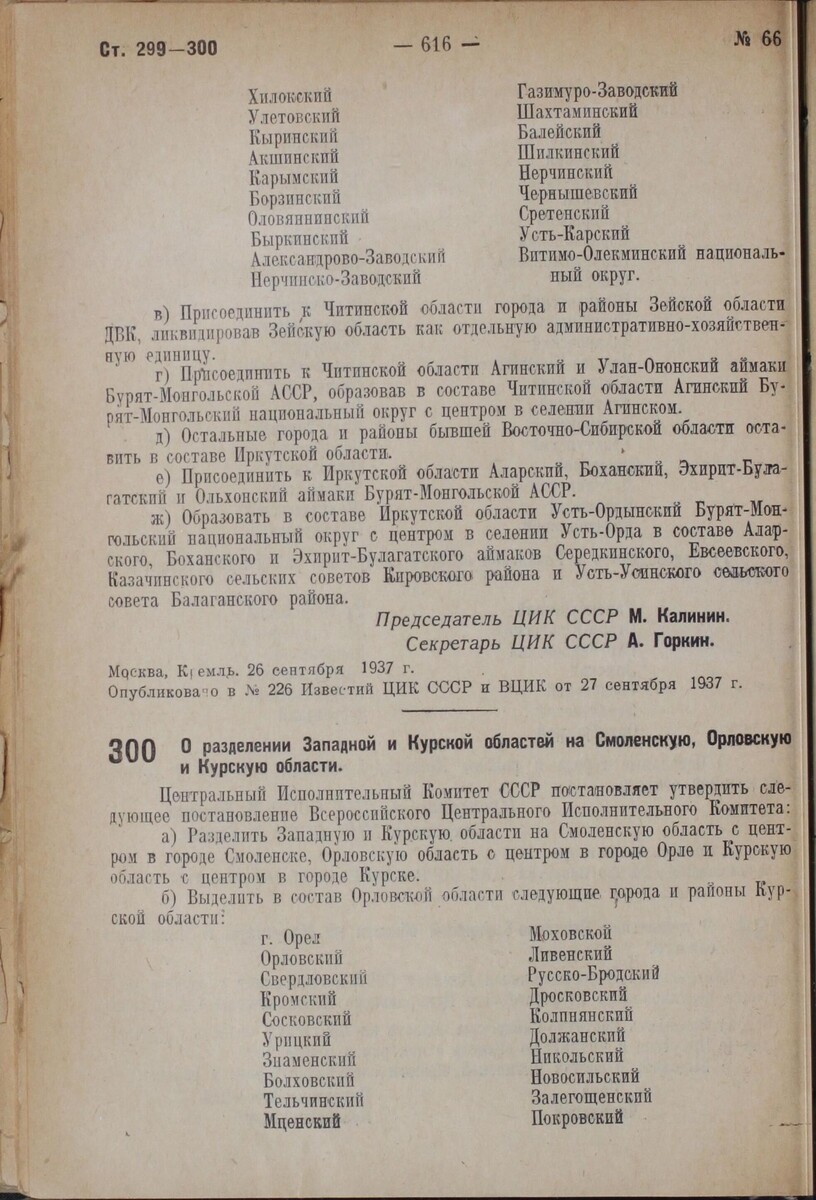 Ст. 299—300
— 616 —
№ 66
Хилокский
Улетовский
Кыринский
Акшинский
Карымский
Борзинский
Оловяннинский
Быркинский
Александрово-Заводский
Нерчинско-Заводский
Газимуро-Заводский
Шахтаминский
Балейский
Шилкинский
Нерчинский
Чернышевский
Сретенский
Усть-Карский
Витимо-Олекминский националь-
ный округ.
в) Присоединить к Читинской области города и районы Зейской области
ДВК, ликвидировав Зейскую область как отдельную административно-хозяйствен-
ную единицу.
г) Присоединить к Читинской области Агинский и Улан-Ононский аймаки
Бурят-Монгольской АССР, образовав в составе Читинской области Агинский Бу-
рят-Монгольский национальный округ с центром в селении Агинском.
д) Остальные города и районы бывшей Восточно-Сибирской области оста-
вить в составе Иркутской области.
е) Присоединить к Иркутской области Аларский, Боханский, Эхирит-Була-
гатский и Ольхонский аймаки Бурят-Монгольской АССР.
ж) Образовать в составе Иркутской области Усть-Ордынский Бурят-Мон-
гольский национальный округ с центром в селении Усть-Орда в составе Алар-
ского, Боханского и Эхирит-Булагатского аймаков Середкинского, Евсеевского,
Казачинского сельских советов Кировского района и Усть-Усинского сельского
совета Балаганского района.
Председатель ЦИК СССР М. Калинин.
Секретарь ЦИК СССР А. Горкин.
Москва, Кремль. 26 сентября 1937 г.
Опубликовано в № 226 Известий ЦИК СССР и ВЦИК от 27 сентября 1937 г.
300 О разделении Западной и Курской областей на Смоленскую, Орловскую
и Курскую области.
Центральный Исполнительный Комитет СССР постановляет утвердить сле-
дующее постановление Всероссийского Центрального Исполнительного Комитета:
а) Разделить Западную и Курскую области на Смоленскую область с цент-
ром в городе Смоленске, Орловскую область с центром в городе Орле и Курскую
область с центром в городе Курске.
б) Выделить в состав Орловской области следующие города и районы Кур-
ской области:
г. Орел
Орловский
Свердловский
Кромский
Сосковский
Урицкий
Знаменский
Болховский
Тельчинский
Мценский
Моховской
Ливенский
Русско-Бродский
Дросковский
Колпнянский
Должанский
Никольский
Новосильский
Залегощенский
Покровский